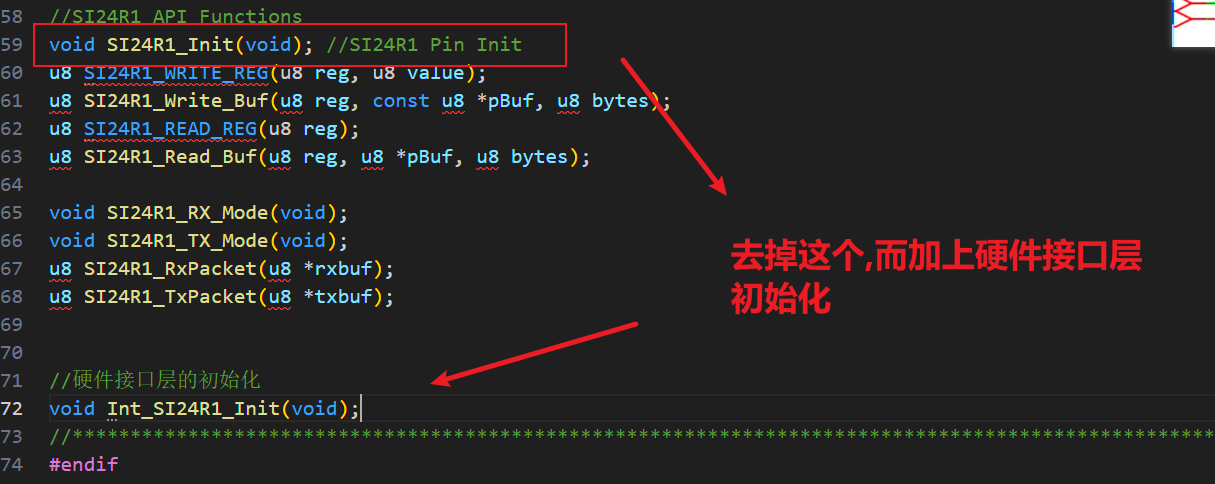 58 //SI24R1 API Functions
59 void SI24R1_Init(void); //SI24R1 Pin Init
60 u8 SI24R1_WRITE_REG(u8 reg, u8 value);
61 u8 SI24R1_Write_Buf(u8 reg, const u8 *pBuf, u8 bytes);
62 u8 SI24R1_READ_REG(u8 reg);
63 u8 SI24R1_Read_Buf(u8 reg, u8 *pBuf, u8 bytes);
64
65 void SI24R1_RX_Mode(void);
66 void SI24R1_TX_Mode(void);
67 u8 SI24R1_RxPacket(u8 *rxbuf);
68 u8 SI24R1_TxPacket(u8 *txbuf);
69
70
71 //硬件接口层的初始化
72 void Int_SI24R1_Init(void);
73 //****************************************************************************************************
74 #endif
去掉这个,而加上硬件接口层
初始化